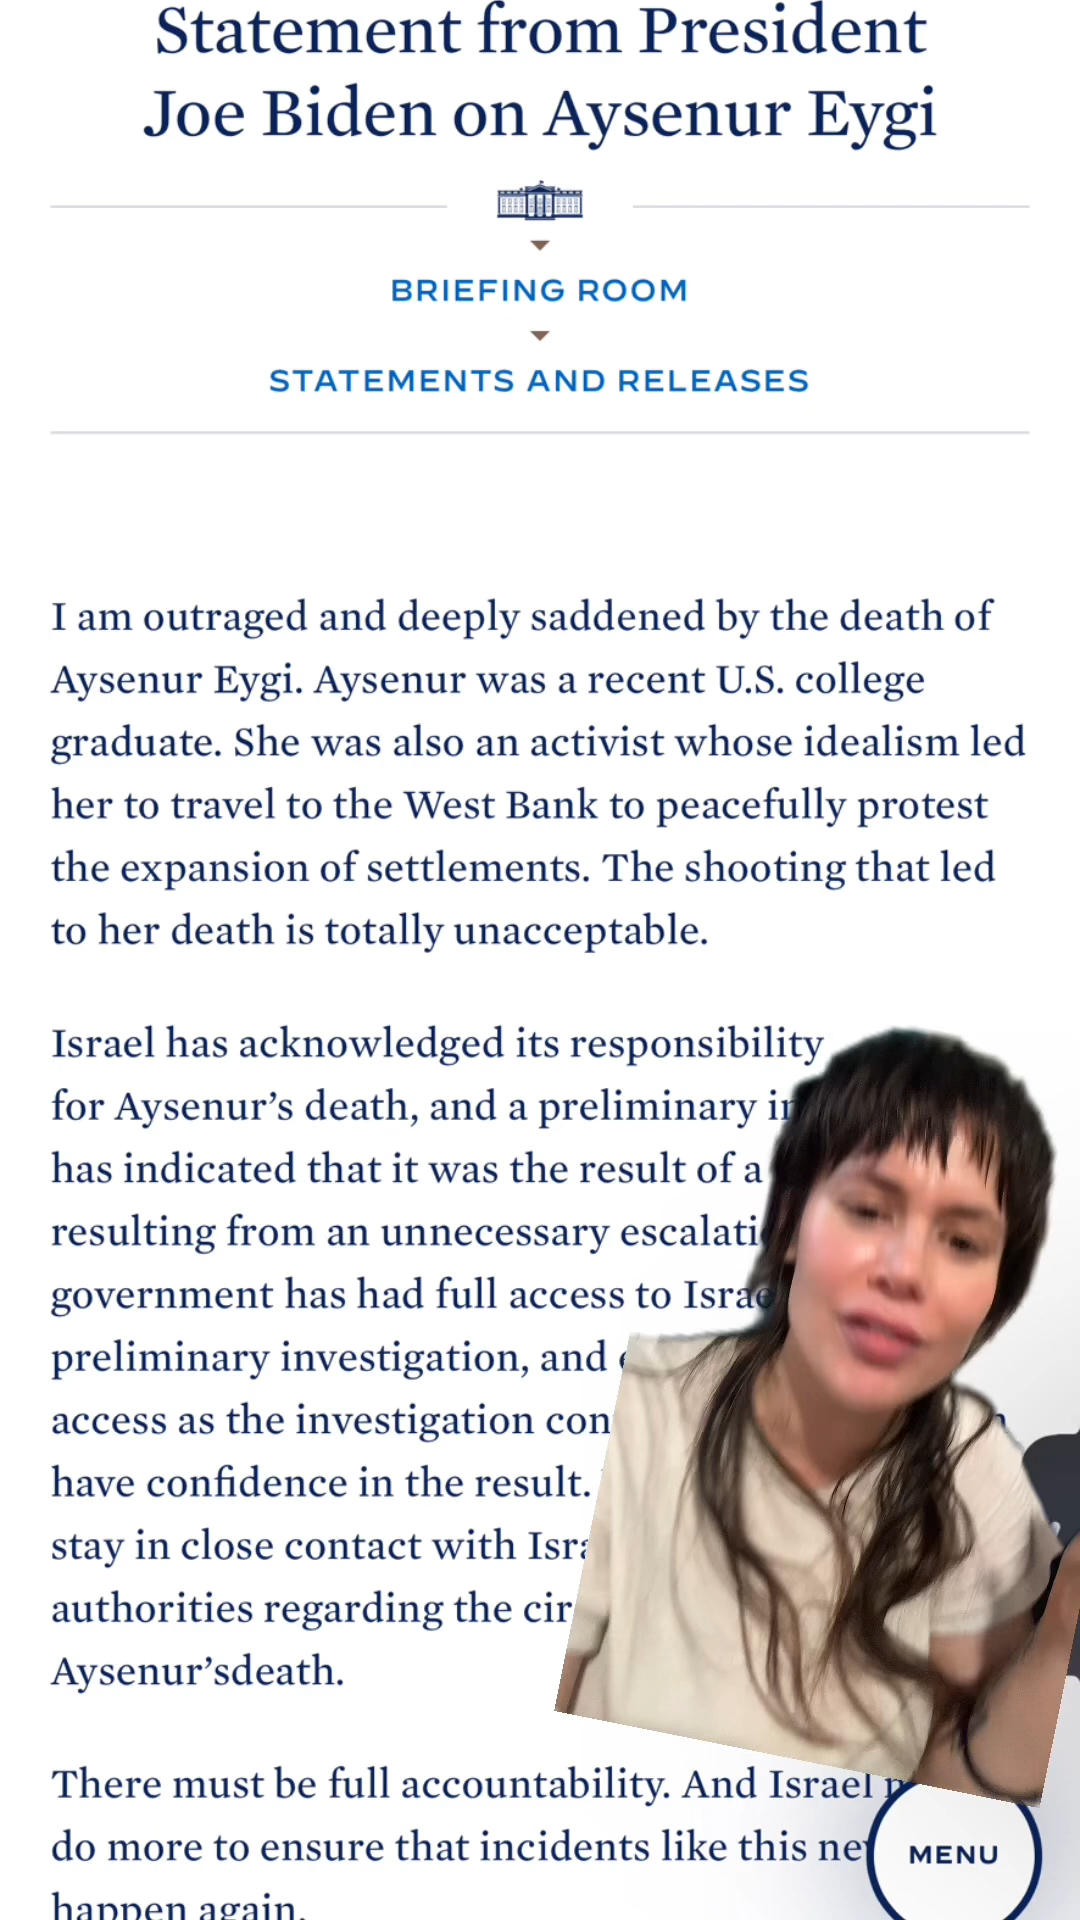 Statement from President
Joe Biden on Aysenur Eygi
BRIEFING ROOM
STATEMENTS AND RELEASES
I am outraged and deeply saddened by the death of
Aysenur Eygi. Aysenur was a recent U.S. college
graduate. She was also an activist whose idealism led
her to travel to the West Bank to peacefully protest
the expansion of settlements. The shooting that led
to her death is totally unacceptable.
Israel has acknowledged its responsibility
for Aysenur’s death, and a preliminary
has indicated that it was the result of a
resulting from an unnecessary
government has had full access to
preliminary investigation, and
access as the investigation
have confidence in the result.
stay in close contact with
authorities regarding the
Aysenur’sdeath.
There must be full accountability. And Israel
do more to ensure that incidents like this
happen again.
MENU